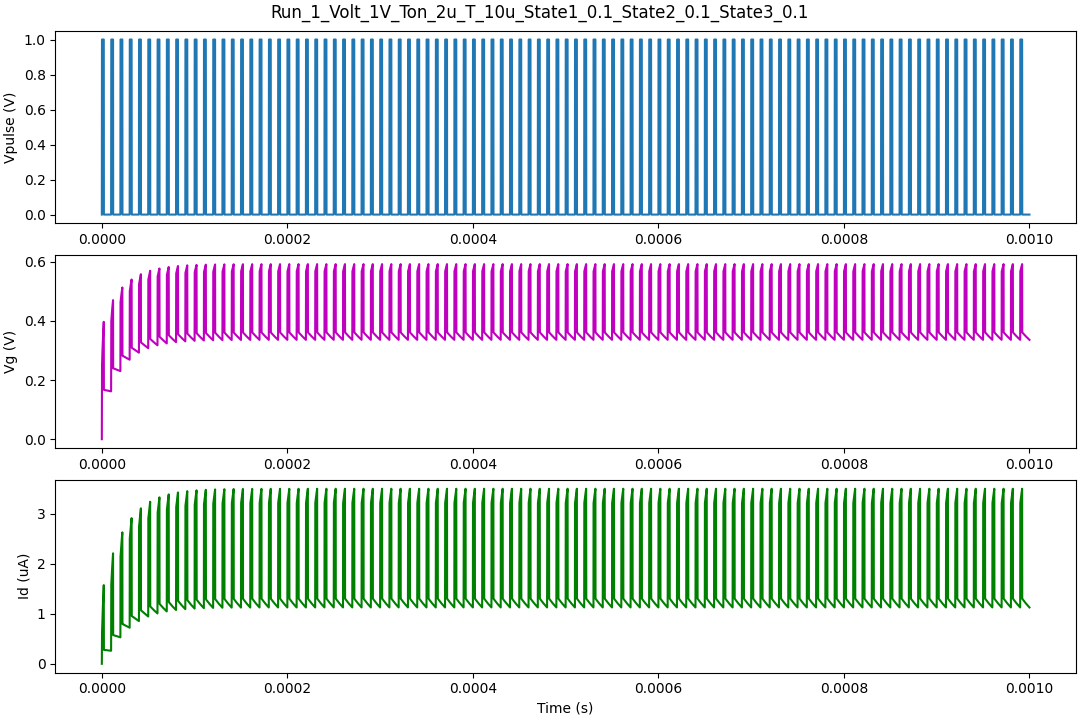 Run_1_Volt_1V_Ton_2u_T_10u_State1_0.1_State2_0.1_State3_0.1
Vpulse (V)
1.0
0.8
0.6
0.4
0.2
0.0
0.0000 0.0002 0.0004 0.0006 0.0008 0.0010
Vg (V)
0.6
0.4
0.2
0.0
0.0000 0.0002 0.0004 0.0006 0.0008 0.0010
Id (uA)
3
2
1
0
0.0000 0.0002 0.0004 0.0006 0.0008 0.0010
Time (s)